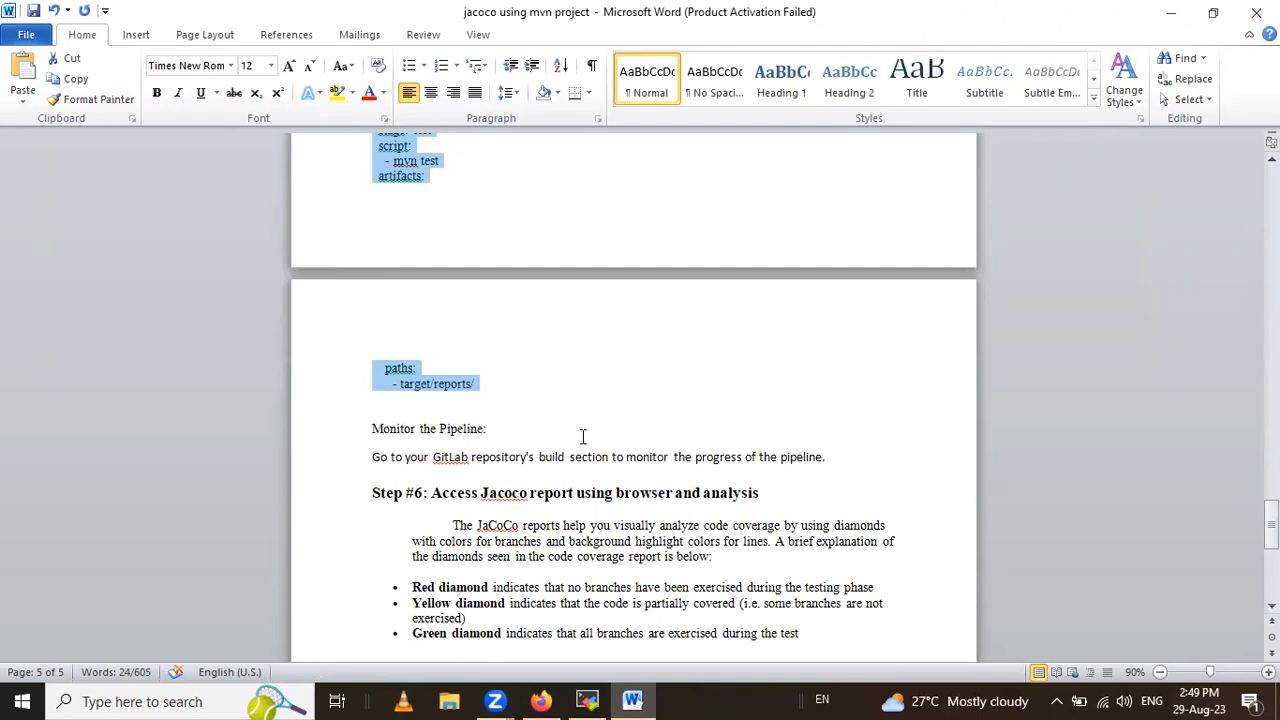 jacoco using mvn project - Microsoft Word (Product Activation Failed)
File Home Insert Page Layout References Mailings Review View
Paste
Cut
Copy
Format Painter
Clipboard
Times New Rom 12
Font
Paragraph
AaBbCcDc
¶ Normal
AaBbCcDc
¶ No Spaci...
AaBbCc
Heading 1
AaBbCc
Heading 2
AaB
Title
AaBbCc.
Subtitle
AaBbCcDc
Subtle Em...
Change
Styles
Styles
Find
Replace
Select
Editing
script:
- mvn test
artifacts:
paths:
- target/reports/
Monitor the Pipeline:
Go to your GitLab repository's build section to monitor the progress of the pipeline.
Step #6: Access Jacoco report using browser and analysis
The JaCoCo reports help you visually analyze code coverage by using diamonds
with colors for branches and background highlight colors for lines. A brief explanation of
the diamonds seen in the code coverage report is below:
• Red diamond indicates that no branches have been exercised during the testing phase
• Yellow diamond indicates that the code is partially covered (i.e. some branches are not
exercised)
• Green diamond indicates that all branches are exercised during the test
Page: 5 of 5 Words: 24/605 English (U.S.) 90%
Type here to search
EN
27°C Mostly cloudy
ENG
2:49 PM
29-Aug-23